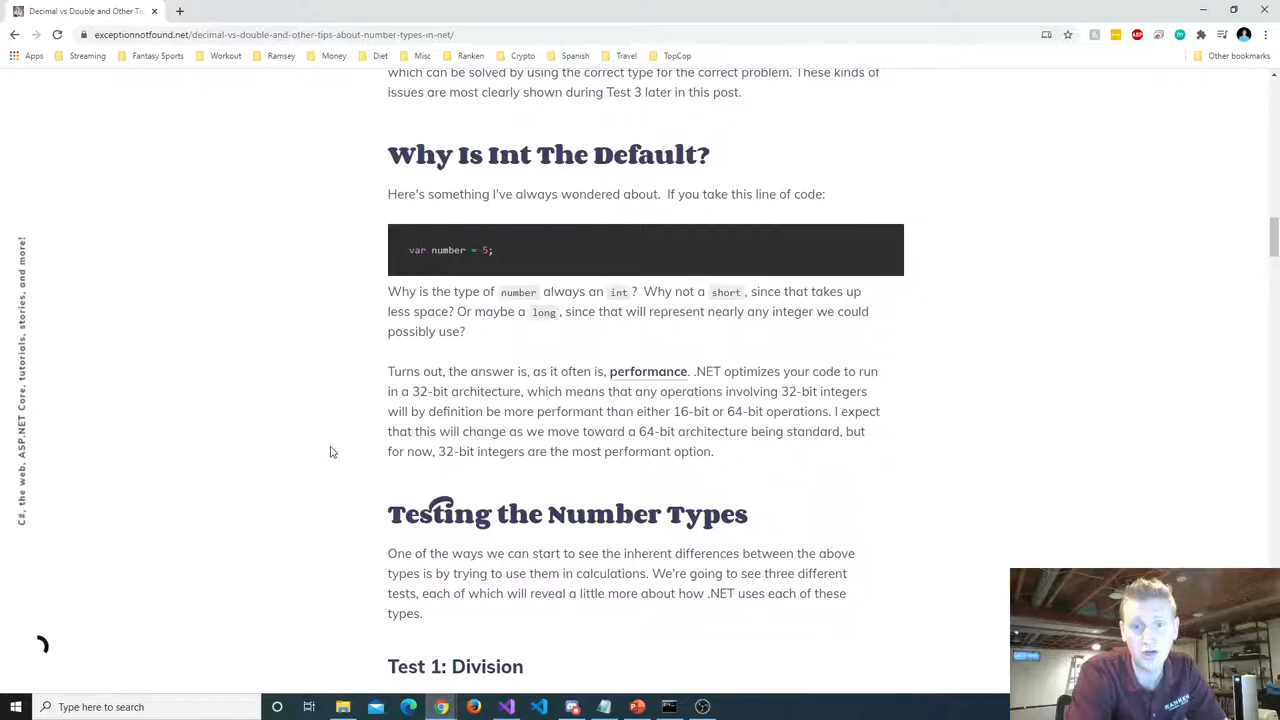 Decimal vs Double and Other Ti
exceptionnotfound.net/decimal-vs-double-and-other-tips-about-number-types-in-net/
Apps
Streaming
Fantasy Sports
Workout
Ramsey
Money
Diet
Misc
Ranken
Crypto
Spanish
Travel
TopCop
Other bookmarks
which can be solved by using the correct type for the correct problem. These kinds of
issues are most clearly shown during Test 3 later in this post.
Why Is Int The Default?
Here's something I've always wondered about. If you take this line of code:
var number = 5;
Why is the type of number always an int ? Why not a short, since that takes up
less space? Or maybe a long, since that will represent nearly any integer we could
possibly use?
Turns out, the answer is, as it often is, performance. .NET optimizes your code to run
in a 32-bit architecture, which means that any operations involving 32-bit integers
will by definition be more performant than either 16-bit or 64-bit operations. I expect
that this will change as we move toward a 64-bit architecture being standard, but
for now, 32-bit integers are the most performant option.
Testing the Number Types
One of the ways we can start to see the inherent differences between the above
types is by trying to use them in calculations. We're going to see three different
tests, each of which will reveal a little more about how .NET uses each of these
types.
Test 1: Division
C#, the web, ASP.NET Core, tutorials, stories, and more!
Type here to search
RANKEN